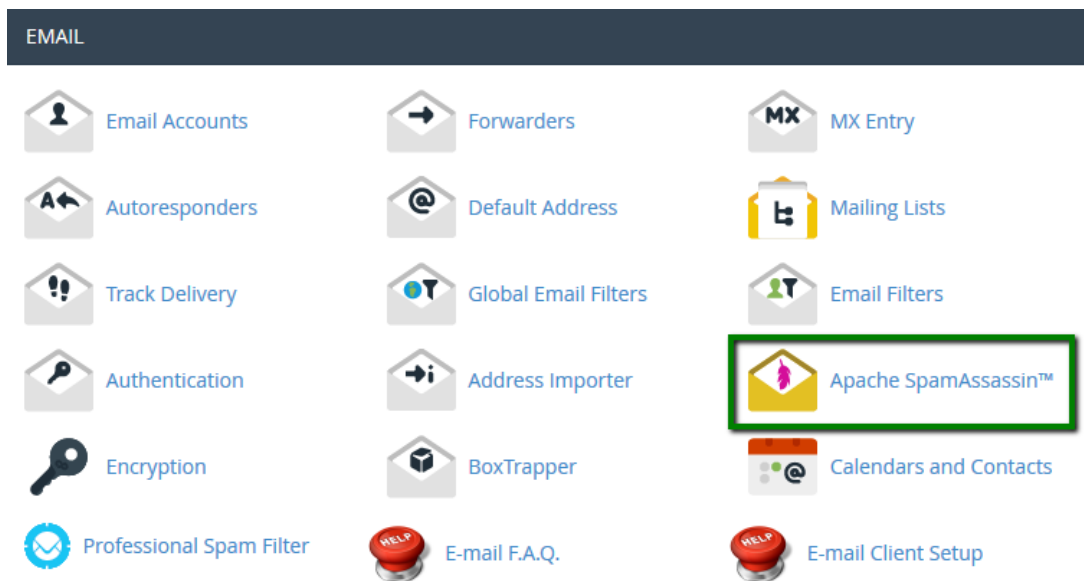 EMAIL
Email Accounts
Forwarders
MX
MX Entry
A
Autoresponders
@
Default Address
Mailing Lists
Track Delivery
Global Email Filters
Email Filters
Authentication
i
Address Importer
Apache SpamAssassin™
Encryption
BoxTrapper
@
Calendars and Contacts
Professional Spam Filter
HELP
E-mail F.A.Q.
HELP
E-mail Client Setup